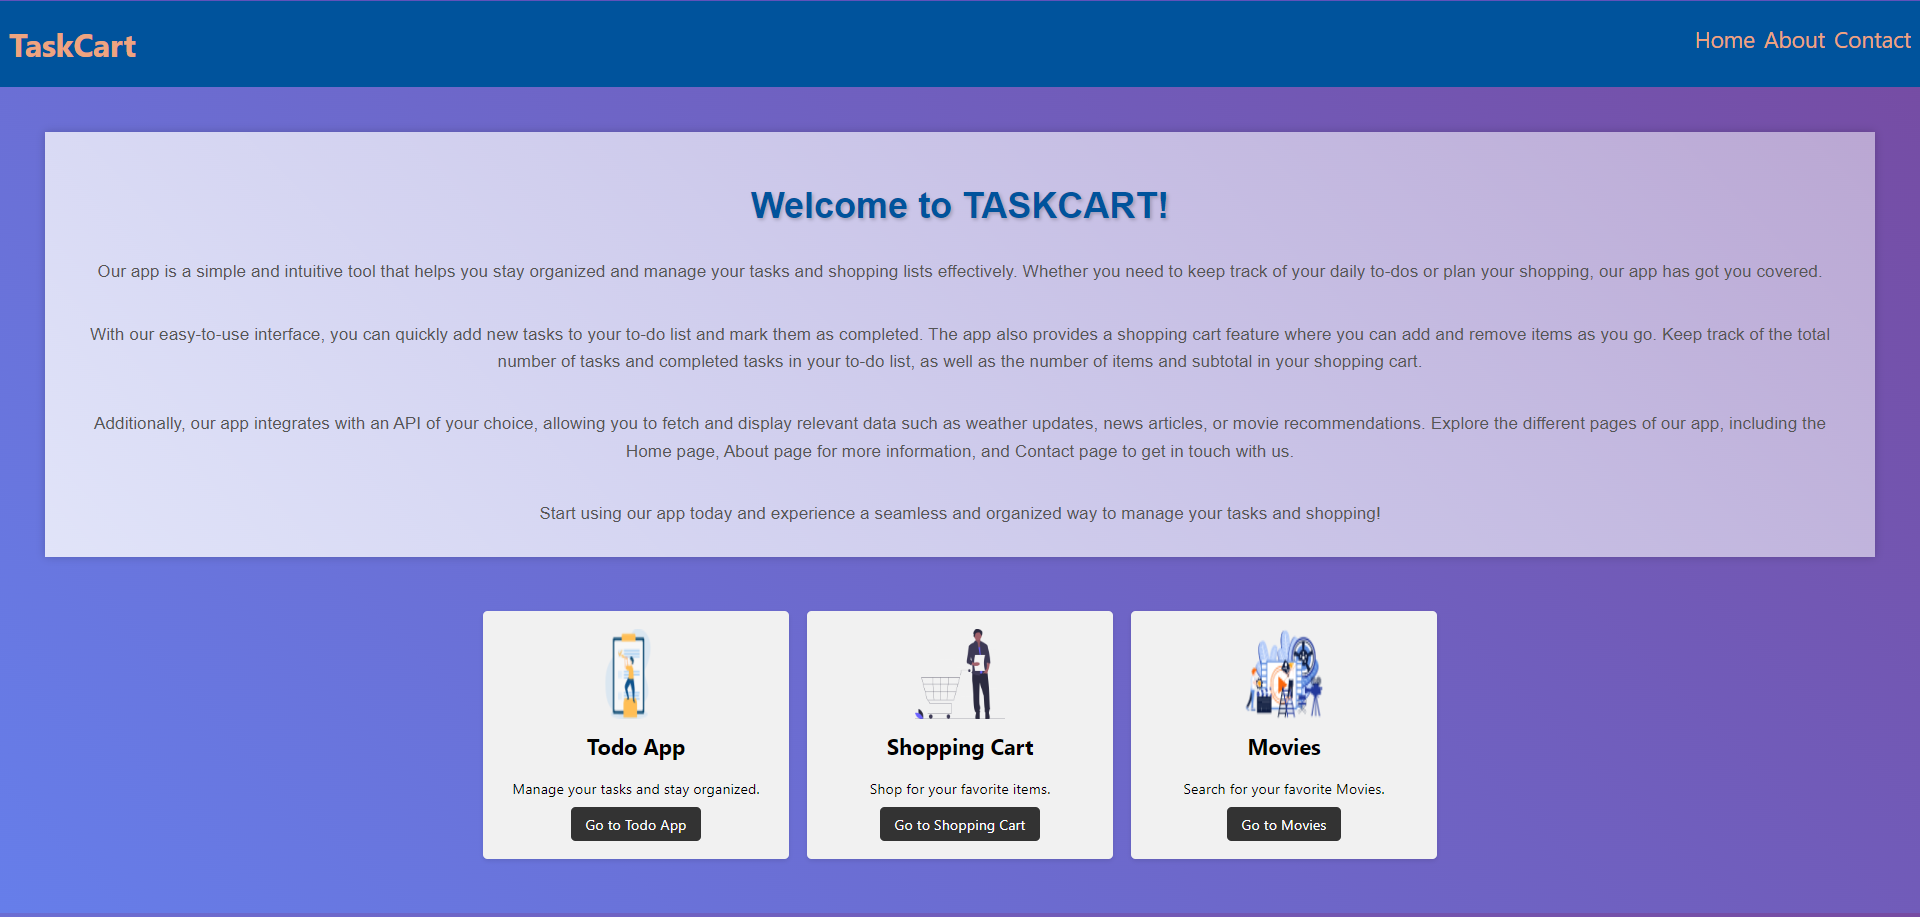 TaskCart
Home About Contact
Welcome to TASKCART!
Our app is a simple and intuitive tool that helps you stay organized and manage your tasks and shopping lists effectively. Whether you need to keep track of your daily to-dos or plan your shopping, our app has got you covered.
With our easy-to-use interface, you can quickly add new tasks to your to-do list and mark them as completed. The app also provides a shopping cart feature where you can add and remove items as you go. Keep track of the total
number of tasks and completed tasks in your to-do list, as well as the number of items and subtotal in your shopping cart.
Additionally, our app integrates with an API of your choice, allowing you to fetch and display relevant data such as weather updates, news articles, or movie recommendations. Explore the different pages of our app, including the
Home page, About page for more information, and Contact page to get in touch with us.
Start using our app today and experience a seamless and organized way to manage your tasks and shopping!
Todo App
Manage your tasks and stay organized.
Go to Todo App
Shopping Cart
Shop for your favorite items.
Go to Shopping Cart
Movies
Search for your favorite Movies.
Go to Movies